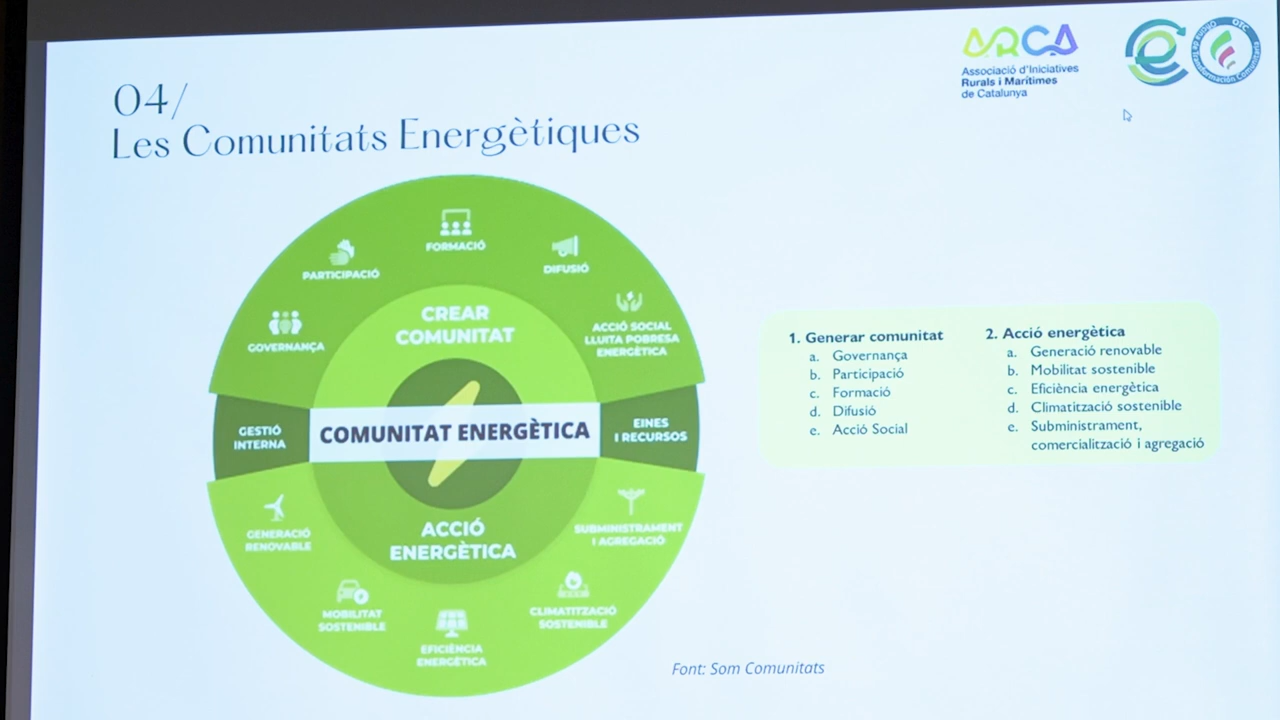 04/
Les Comunitats Energètiques
ARCA
Associació d'Iniciatives
Rurals i Marítimes
de Catalunya
FORMACIÓ
PARTICIPACIÓ
DIFUSIÓ
GOVERNANÇA
ACCIÓ SOCIAL
LLUITA POBRESA
ENERGÈTICA
CREAR
COMUNITAT
GESTIÓ
INTERNA
COMUNITAT ENERGÈTICA
EINES
I RECURSOS
ACCIÓ
ENERGÈTICA
GENERACIÓ
RENOVABLE
SUBMINISTRAMENT
I AGREGACIÓ
MOBILITAT
SOSTENIBLE
CLIMATITZACIÓ
SOSTENIBLE
EFICIÈNCIA
ENERGÈTICA
1. Generar comunitat
a. Governança
b. Participació
c. Formació
d. Difusió
e. Acció Social
2. Acció energètica
a. Generació renovable
b. Mobilitat sostenible
c. Eficiència energètica
d. Climatització sostenible
e. Subministrament,
comercialització i agregació
Font: Som Comunitats